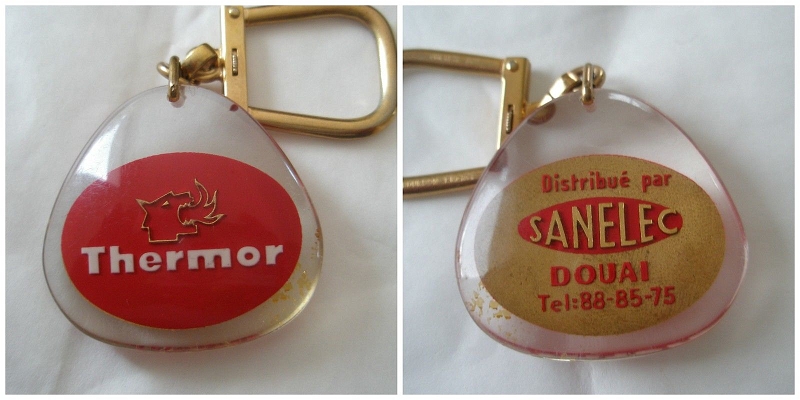 Thermor
Distribué par
SANELEC
DOUAI
Tel:88-85-75